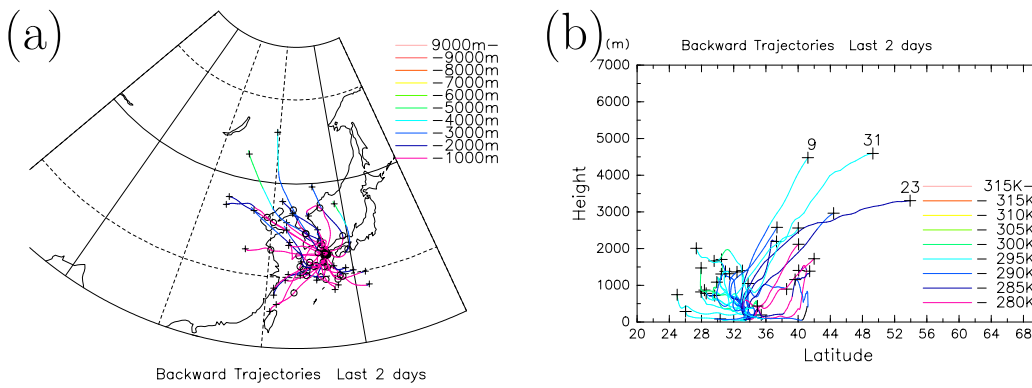 (a)
9000m-
-9000m
-8000m
-7000m
-6000m
-5000m
-4000m
-3000m
-2000m
-1000m
Backward Trajectories Last 2 days
(b)
(m)
Backward Trajectories Last 2 days
7000
6000
5000
4000
3000
2000
1000
0
Height
9
31
23
315K-
- 315K
- 310K
- 305K
- 300K
- 295K
- 290K
- 285K
- 280K
20 24 28 32 36 40 44 48 52 56 60 64 68
Latitude